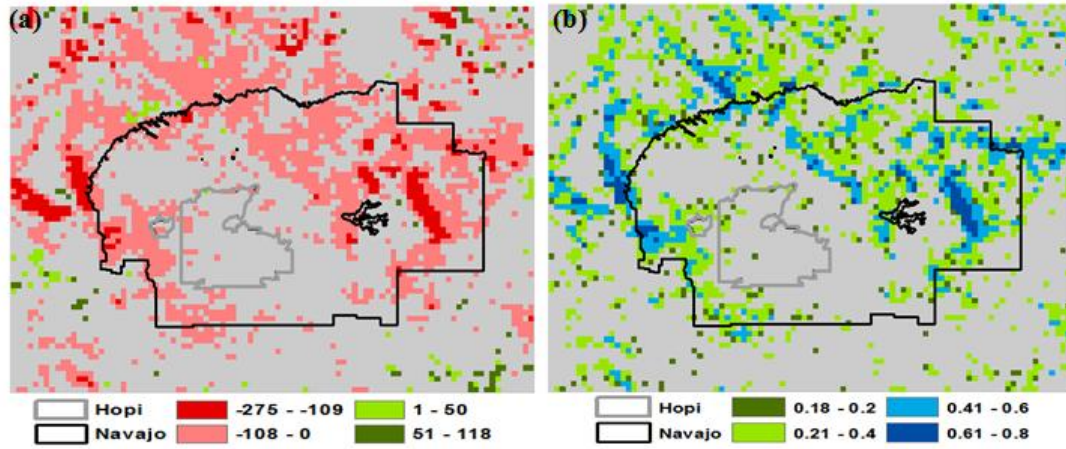 (a) (b)
Hopi -275 - -109 1 - 50 Hopi 0.18 - 0.2 0.41 - 0.6
Navajo -108 - 0 51 - 118 Navajo 0.21 - 0.4 0.61 - 0.8